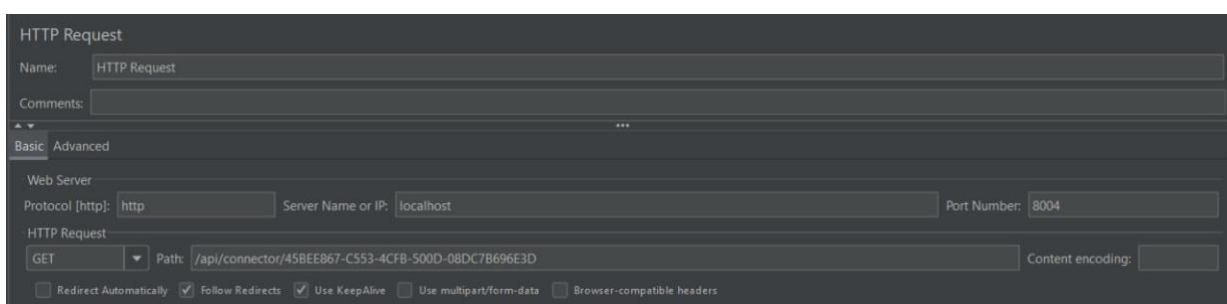 HTTP Request
Name: HTTP Request
Comments:
Basic Advanced
Web Server
Protocol [http]: http Server Name or IP: localhost Port Number: 8004
HTTP Request
GET Path: /api/connector/45BEE867-C553-4CFB-500D-08DC7B696E3D Content encoding:
Redirect Automatically Follow Redirects Use KeepAlive Use multipart/form-data Browser-compatible headers